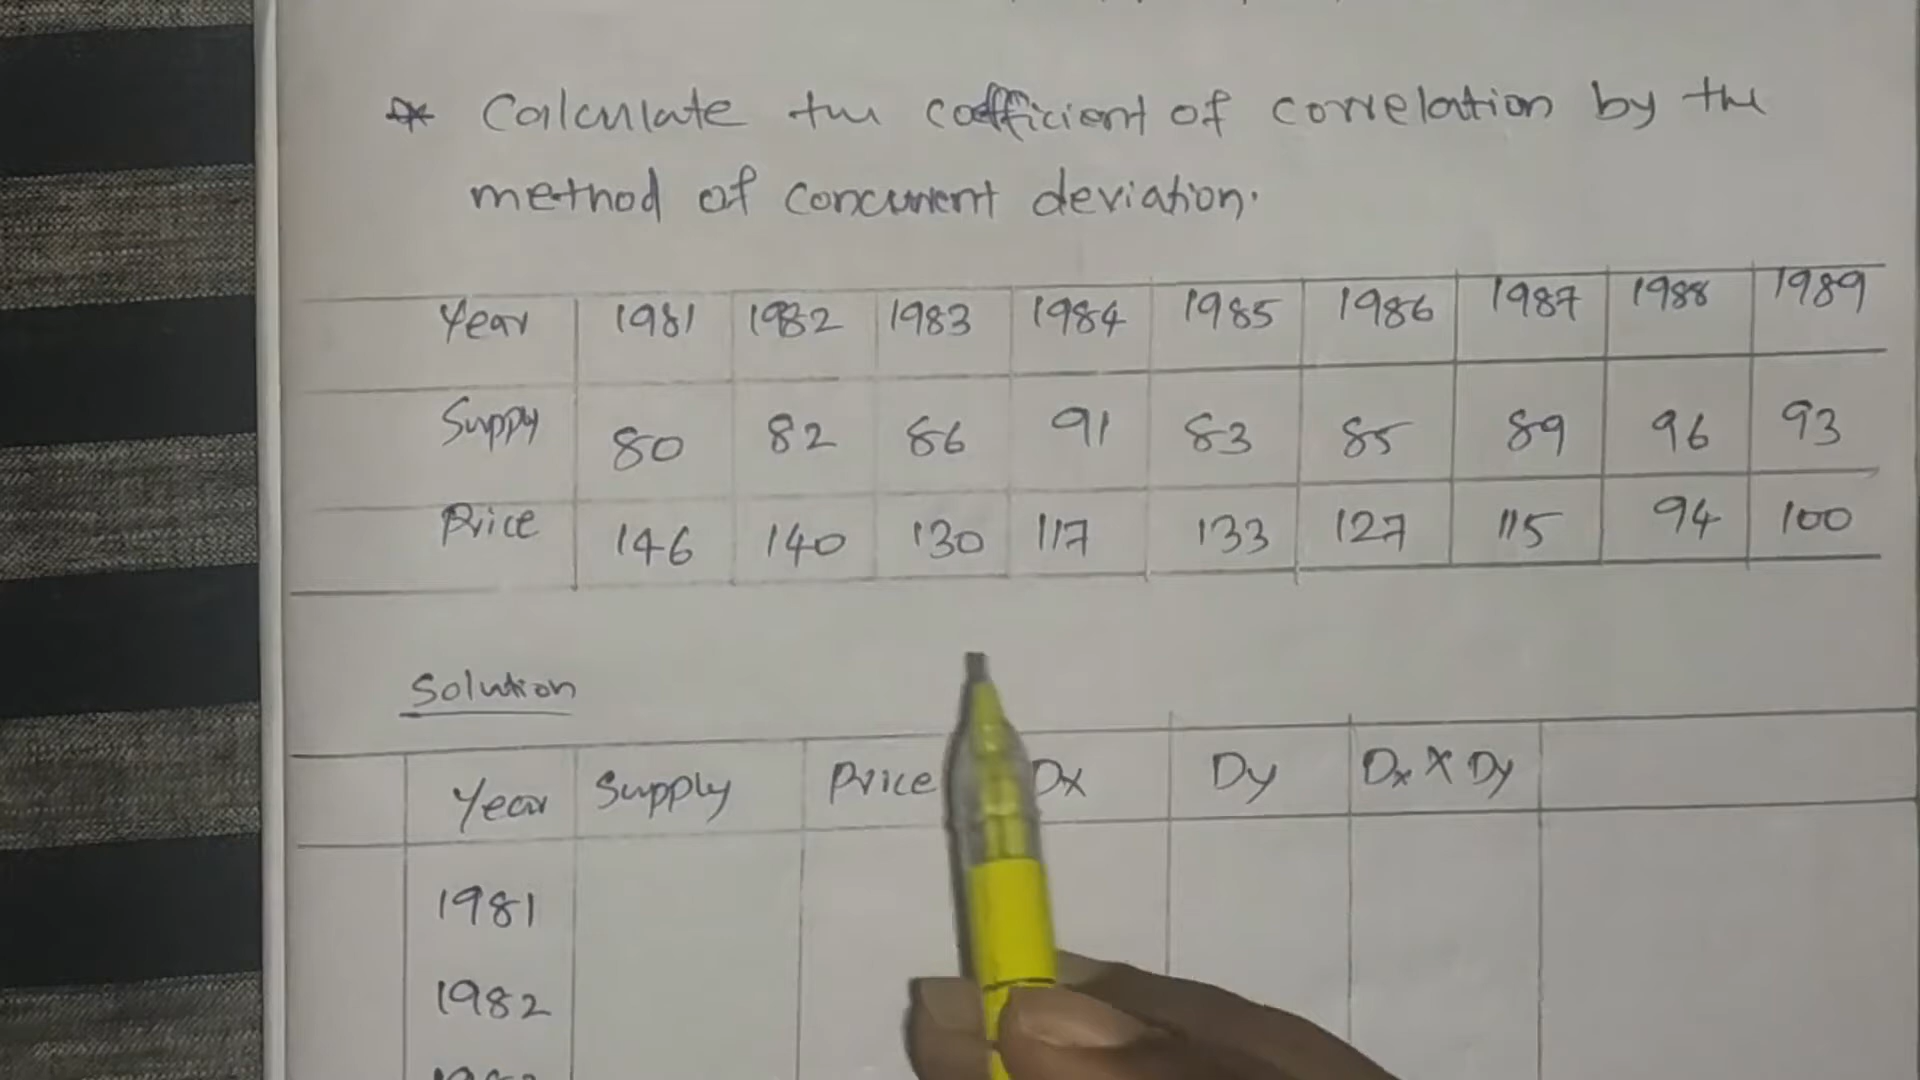 * Calculate the coefficient of correlation by the
method of concurrent deviation.
Year 1981 1982 1983 1984 1985 1986 1987 1988 1989
Supply 80 82 86 91 83 85 89 96 93
Price 146 140 130 117 133 127 115 94 100
Solution
Year Supply Price Dx Dy Dx X Dy
1981
1982